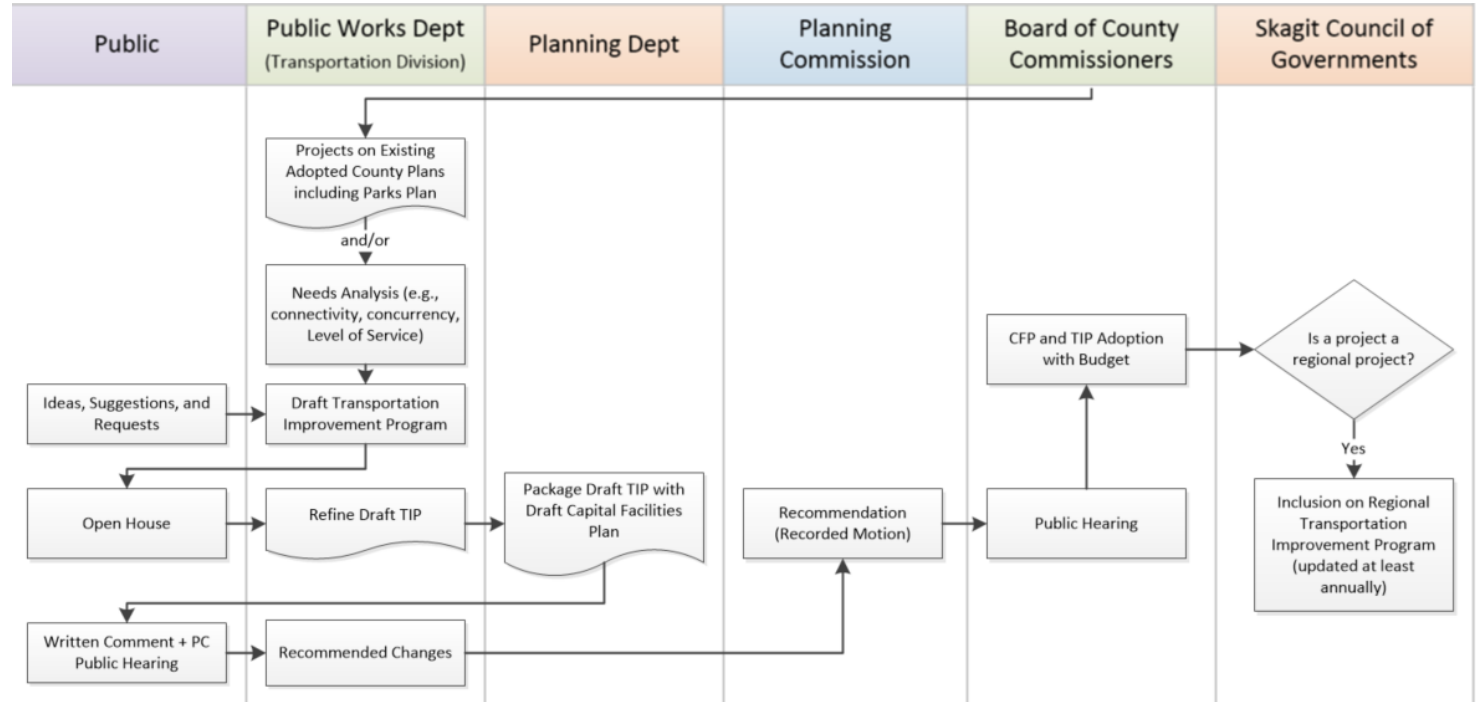 Public
Public Works Dept
(Transportation Division)
Planning Dept
Planning
Commission
Board of County
Commissioners
Skagit Council of
Governments
Projects on Existing
Adopted County Plans
including Parks Plan
and/or
Needs Analysis (e.g.,
connectivity, concurrency,
Level of Service)
Ideas, Suggestions, and
Requests
Draft Transportation
Improvement Program
Open House
Refine Draft TIP
Package Draft TIP with
Draft Capital Facilities
Plan
Written Comment + PC
Public Hearing
Recommended Changes
Recommendation
(Recorded Motion)
Public Hearing
CFP and TIP Adoption
with Budget
Is a project a
regional project?
Yes
Inclusion on Regional
Transportation
Improvement Program
(updated at least
annually)